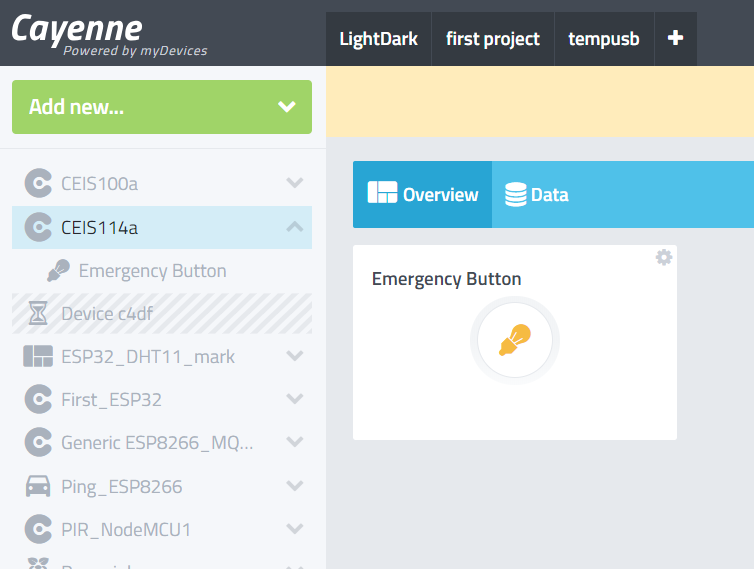 Cayenne
Powered by myDevices
LightDark
first project
tempusb
+
Add new...
CEIS100a
CEIS114a
Emergency Button
Device c4df
ESP32_DHT11_mark
First_ESP32
Generic ESP8266_MQ...
Ping_ESP8266
PIR_NodeMCU1
Overview
Data
Emergency Button